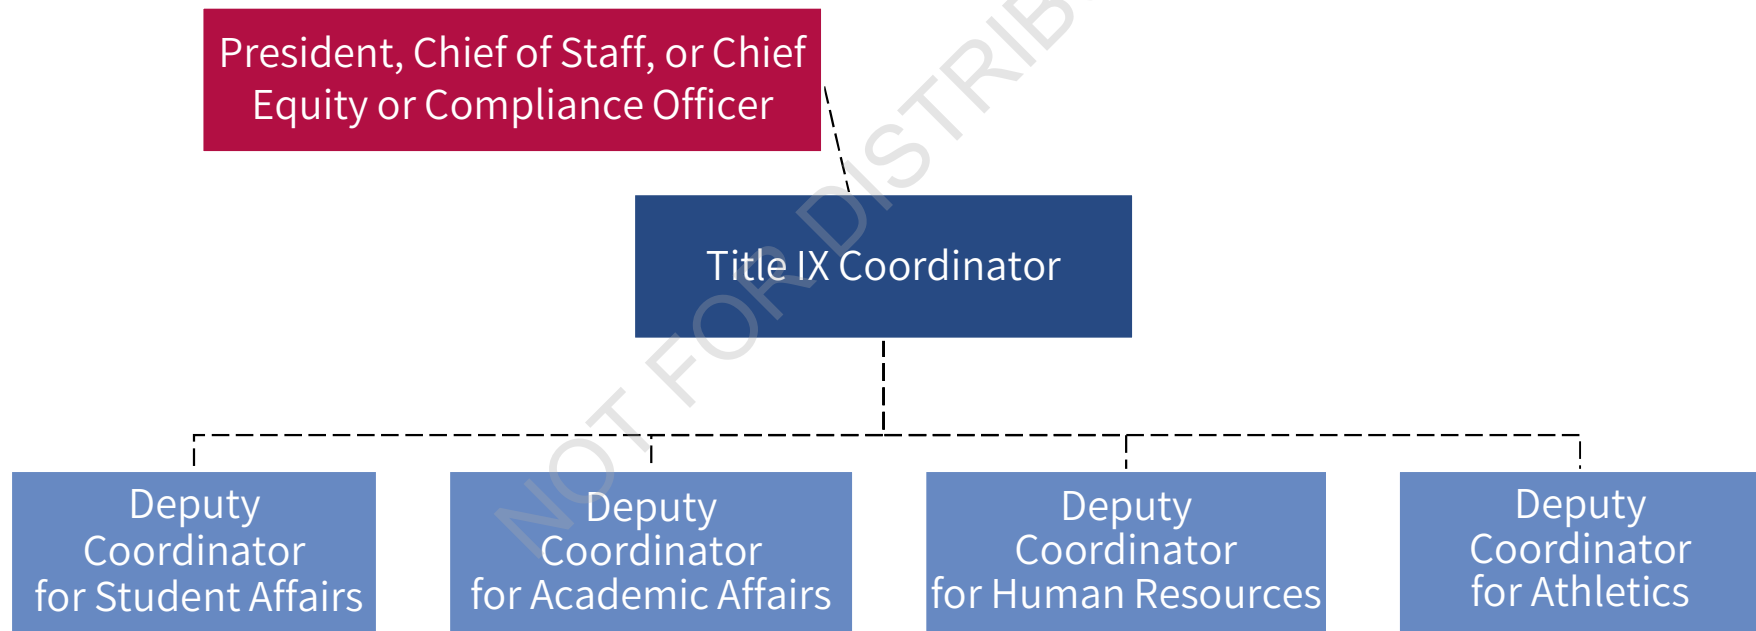 President, Chief of Staff, or Chief
Equity or Compliance Officer
Title IX Coordinator
Deputy
Coordinator
for Student Affairs
Deputy
Coordinator
for Academic Affairs
Deputy
Coordinator
for Human Resources
Deputy
Coordinator
for Athletics
NOT FOR DISTRIB